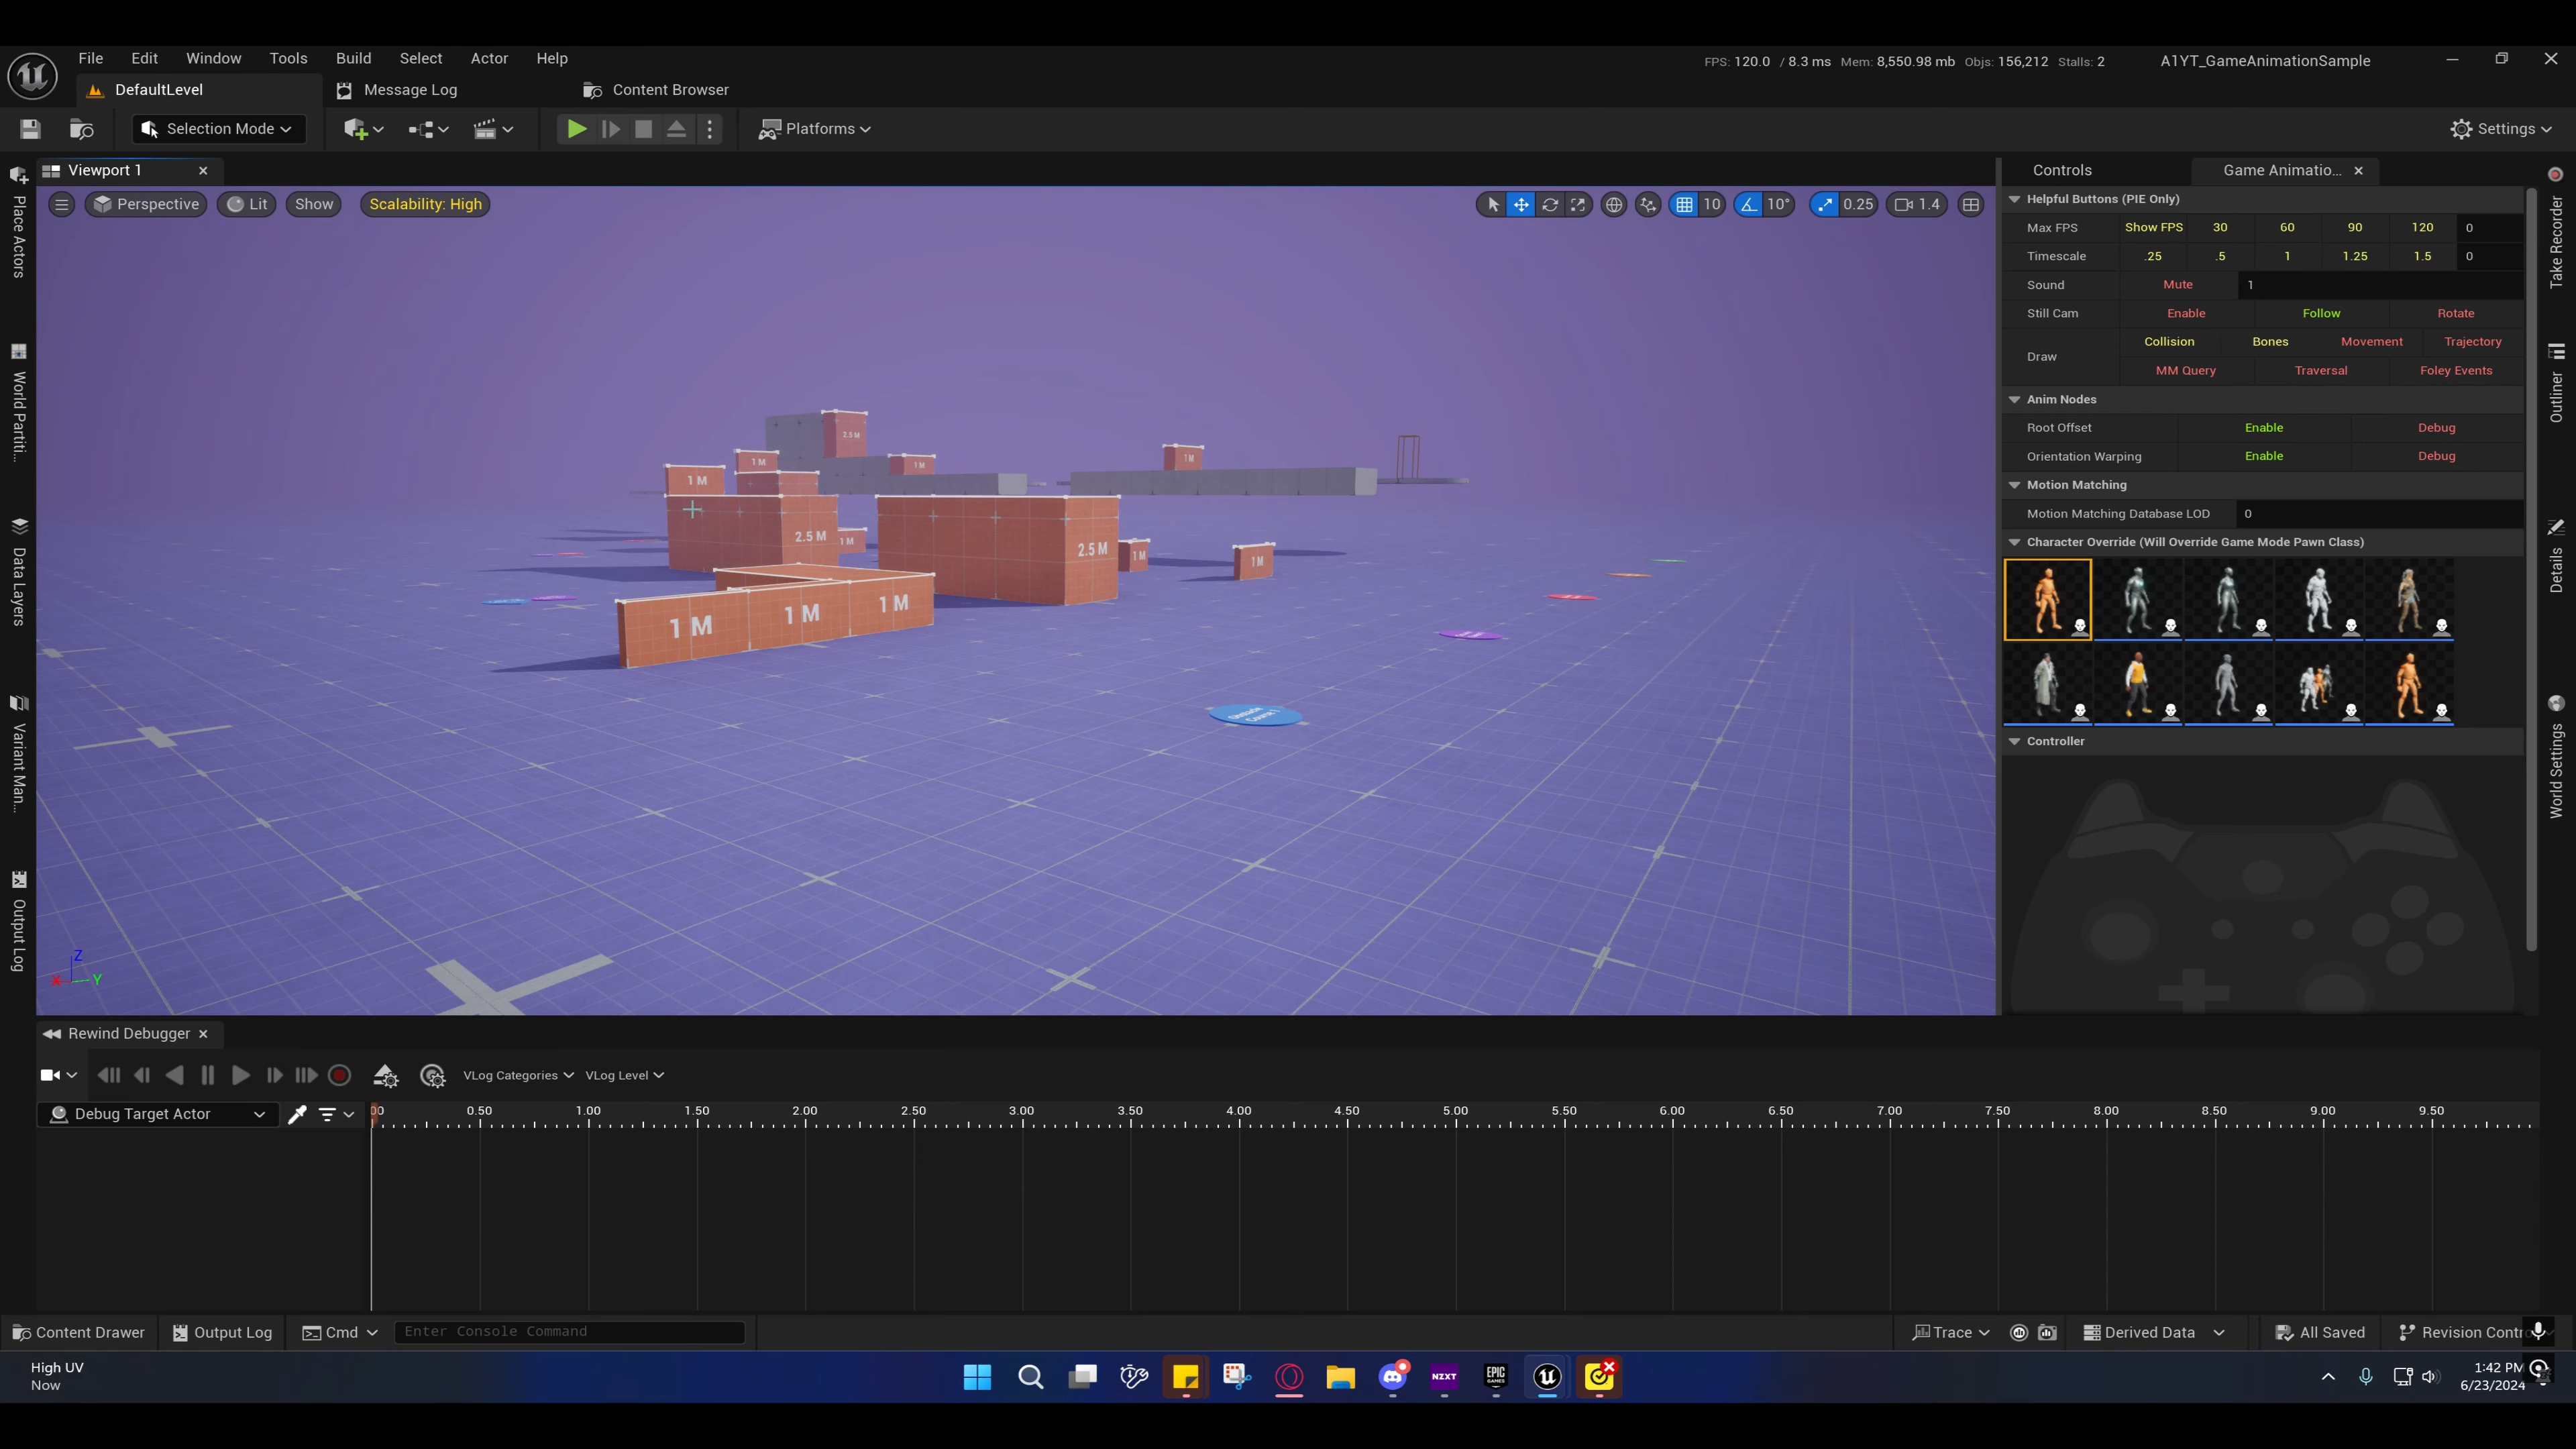 File Edit Window Tools Build Select Actor Help
FPS: 120.0 / 8.3 ms Mem: 8,550.98 mb Objs: 156,212 Stalls: 2 A1YT_GameAnimationSample
DefaultLevel Message Log Content Browser
Selection Mode Platforms Settings
Viewport 1 Controls Game Animatio...
Perspective Lit Show Scalability: High 10 10° 0.25 1.4
Helpful Buttons (PIE Only)
Max FPS Show FPS 30 60 90 120 0
Timescale .25 .5 1 1.25 1.5 0
Sound Mute 1
Still Cam Enable Follow Rotate
Draw Collision Bones Movement Trajectory
MM Query Traversal Foley Events
Anim Nodes
Root Offset Enable Debug
Orientation Warping Enable Debug
Motion Matching
Motion Matching Database LOD 0
Character Override (Will Override Game Mode Pawn Class)
Controller
Place Actors
World Partiti...
Data Layers
Variant Man...
Output Log
Take Recorder
Outliner
Details
World Settings
2.5 M
1 M 1 M 1 M
1 M
2.5 M 1 M 2.5 M 1 M 1 M
1 M 1 M 1 M
Z
X Y
Rewind Debugger
VLog Categories VLog Level
Debug Target Actor
00 0.50 1.00 1.50 2.00 2.50 3.00 3.50 4.00 4.50 5.00 5.50 6.00 6.50 7.00 7.50 8.00 8.50 9.00 9.50
Content Drawer Output Log Cmd Enter Console Command Trace Derived Data All Saved Revision Contro
High UV
Now
NZXT
EPIC GAMES
1:42 PM
6/23/2024